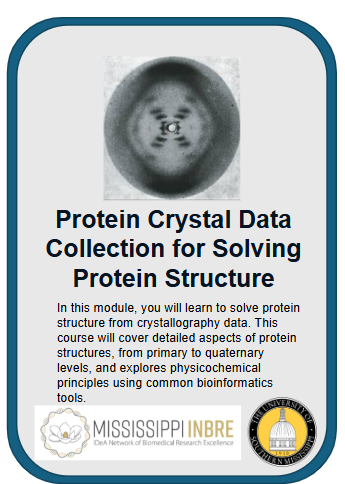 Protein Crystal Data
Collection for Solving
Protein Structure
In this module, you will learn to solve protein
structure from crystallography data. This
course will cover detailed aspects of protein
structures, from primary to quaternary
levels, and explores physicochemical
principles using common bioinformatics
tools.
MISSISSIPPI INBRE
IDeA Network of Biomedical Research Excellence
THE UNIVERSITY OF
SOUTHERN MISSISSIPPI
1910